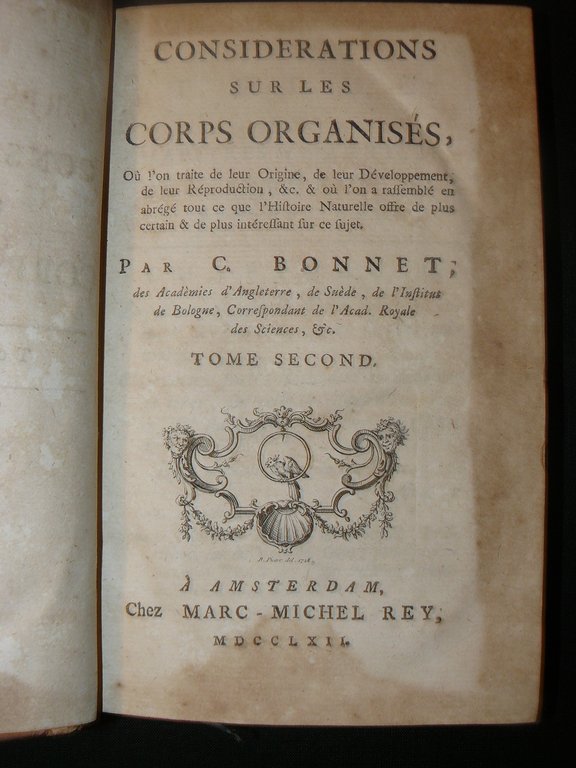 CONSIDERATIONS
SUR LES
CORPS ORGANISÉS,
Où l'on traite de leur Origine, de leur Développement,
de leur Réproduction, &c. & où l'on a raſſemblé en
abrégé tout ce que l'Hiſtoire Naturelle offre de plus
certain & de plus intéreſſant ſur ce ſujet.
PAR C. BONNET,
des Acadèmies d'Angleterre, de Suède, de l'Inſtitut
de Bologne, Correſpondant de l'Acad. Royale
des Sciences, &c.
TOME SECOND.
del. 1728.
À AMSTERDAM,
Chez MARC-MICHEL REY,
MDCCLXII.